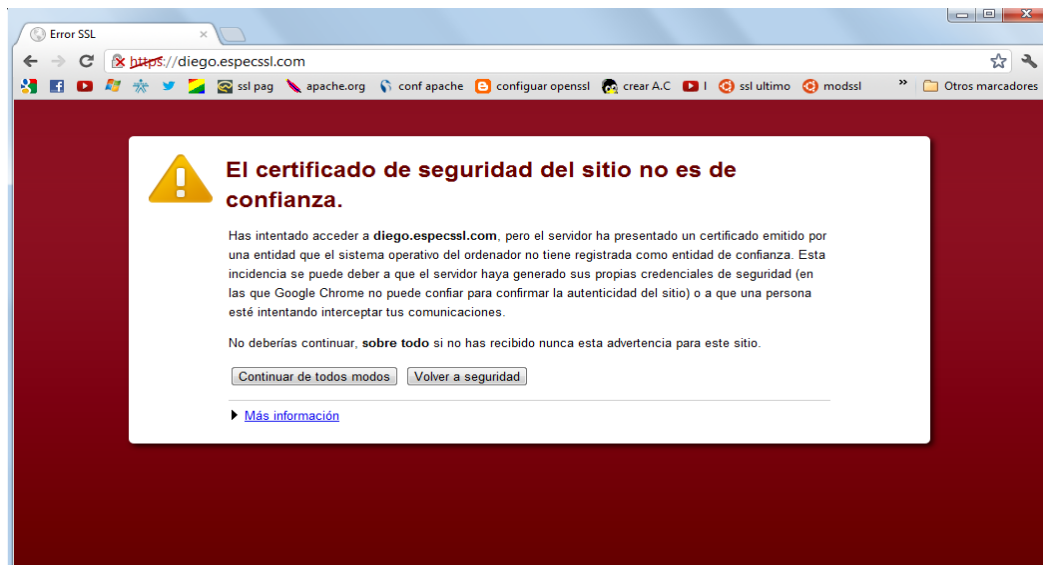 Error SSL
https://diego.especssl.com
ssl pag apache.org conf apache configuar openssl crear A.C I ssl ultimo modssl » Otros marcadores
El certificado de seguridad del sitio no es de
confianza.
Has intentado acceder a diego.especssl.com, pero el servidor ha presentado un certificado emitido por
una entidad que el sistema operativo del ordenador no tiene registrada como entidad de confianza. Esta
incidencia se puede deber a que el servidor haya generado sus propias credenciales de seguridad (en
las que Google Chrome no puede confiar para confirmar la autenticidad del sitio) o a que una persona
esté intentando interceptar tus comunicaciones.
No deberías continuar, sobre todo si no has recibido nunca esta advertencia para este sitio.
Continuar de todos modos Volver a seguridad
Más información